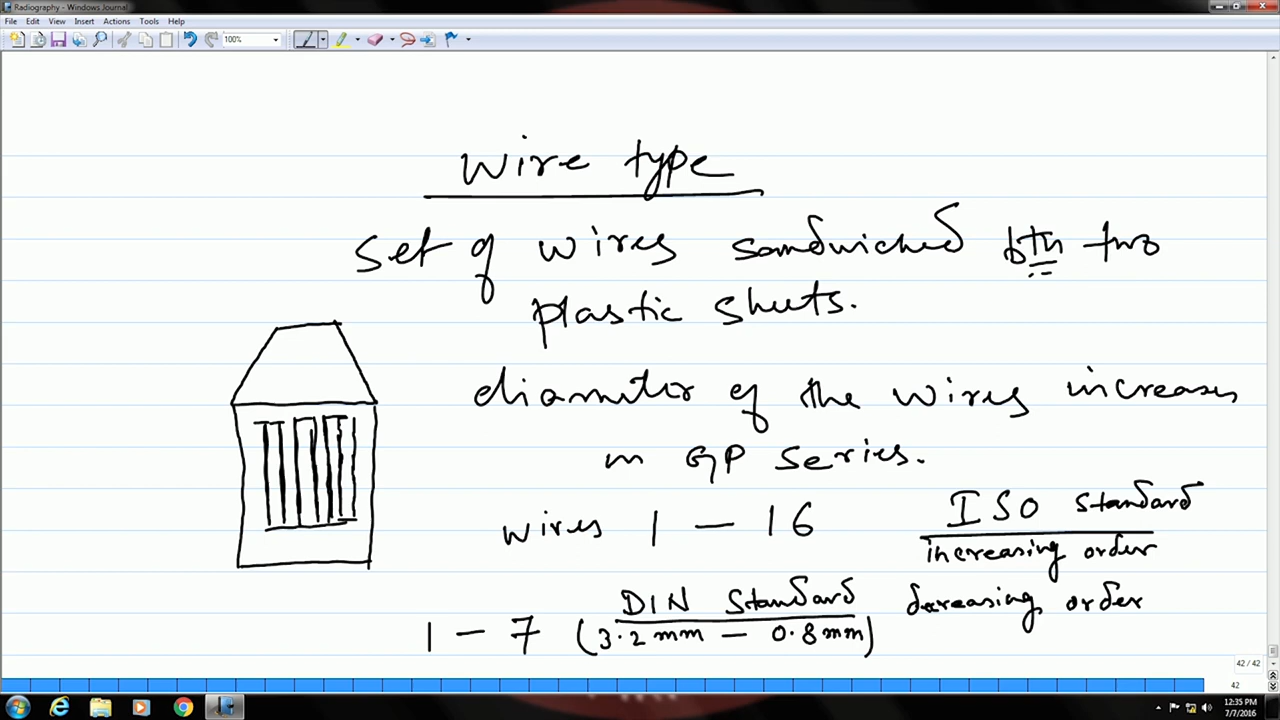 Radiography - Windows Journal
File Edit View Insert Actions Tools Help
100%
Wire type
set of wires sandwiched btn two
plastic sheets.
diameter of the wires increases
in GP series.
wires 1 - 16
ISO standard
increasing order
DIN standard decreasing order
1 - 7 (3.2 mm - 0.8 mm)
42 / 42
42
12:35 PM
7/7/2016